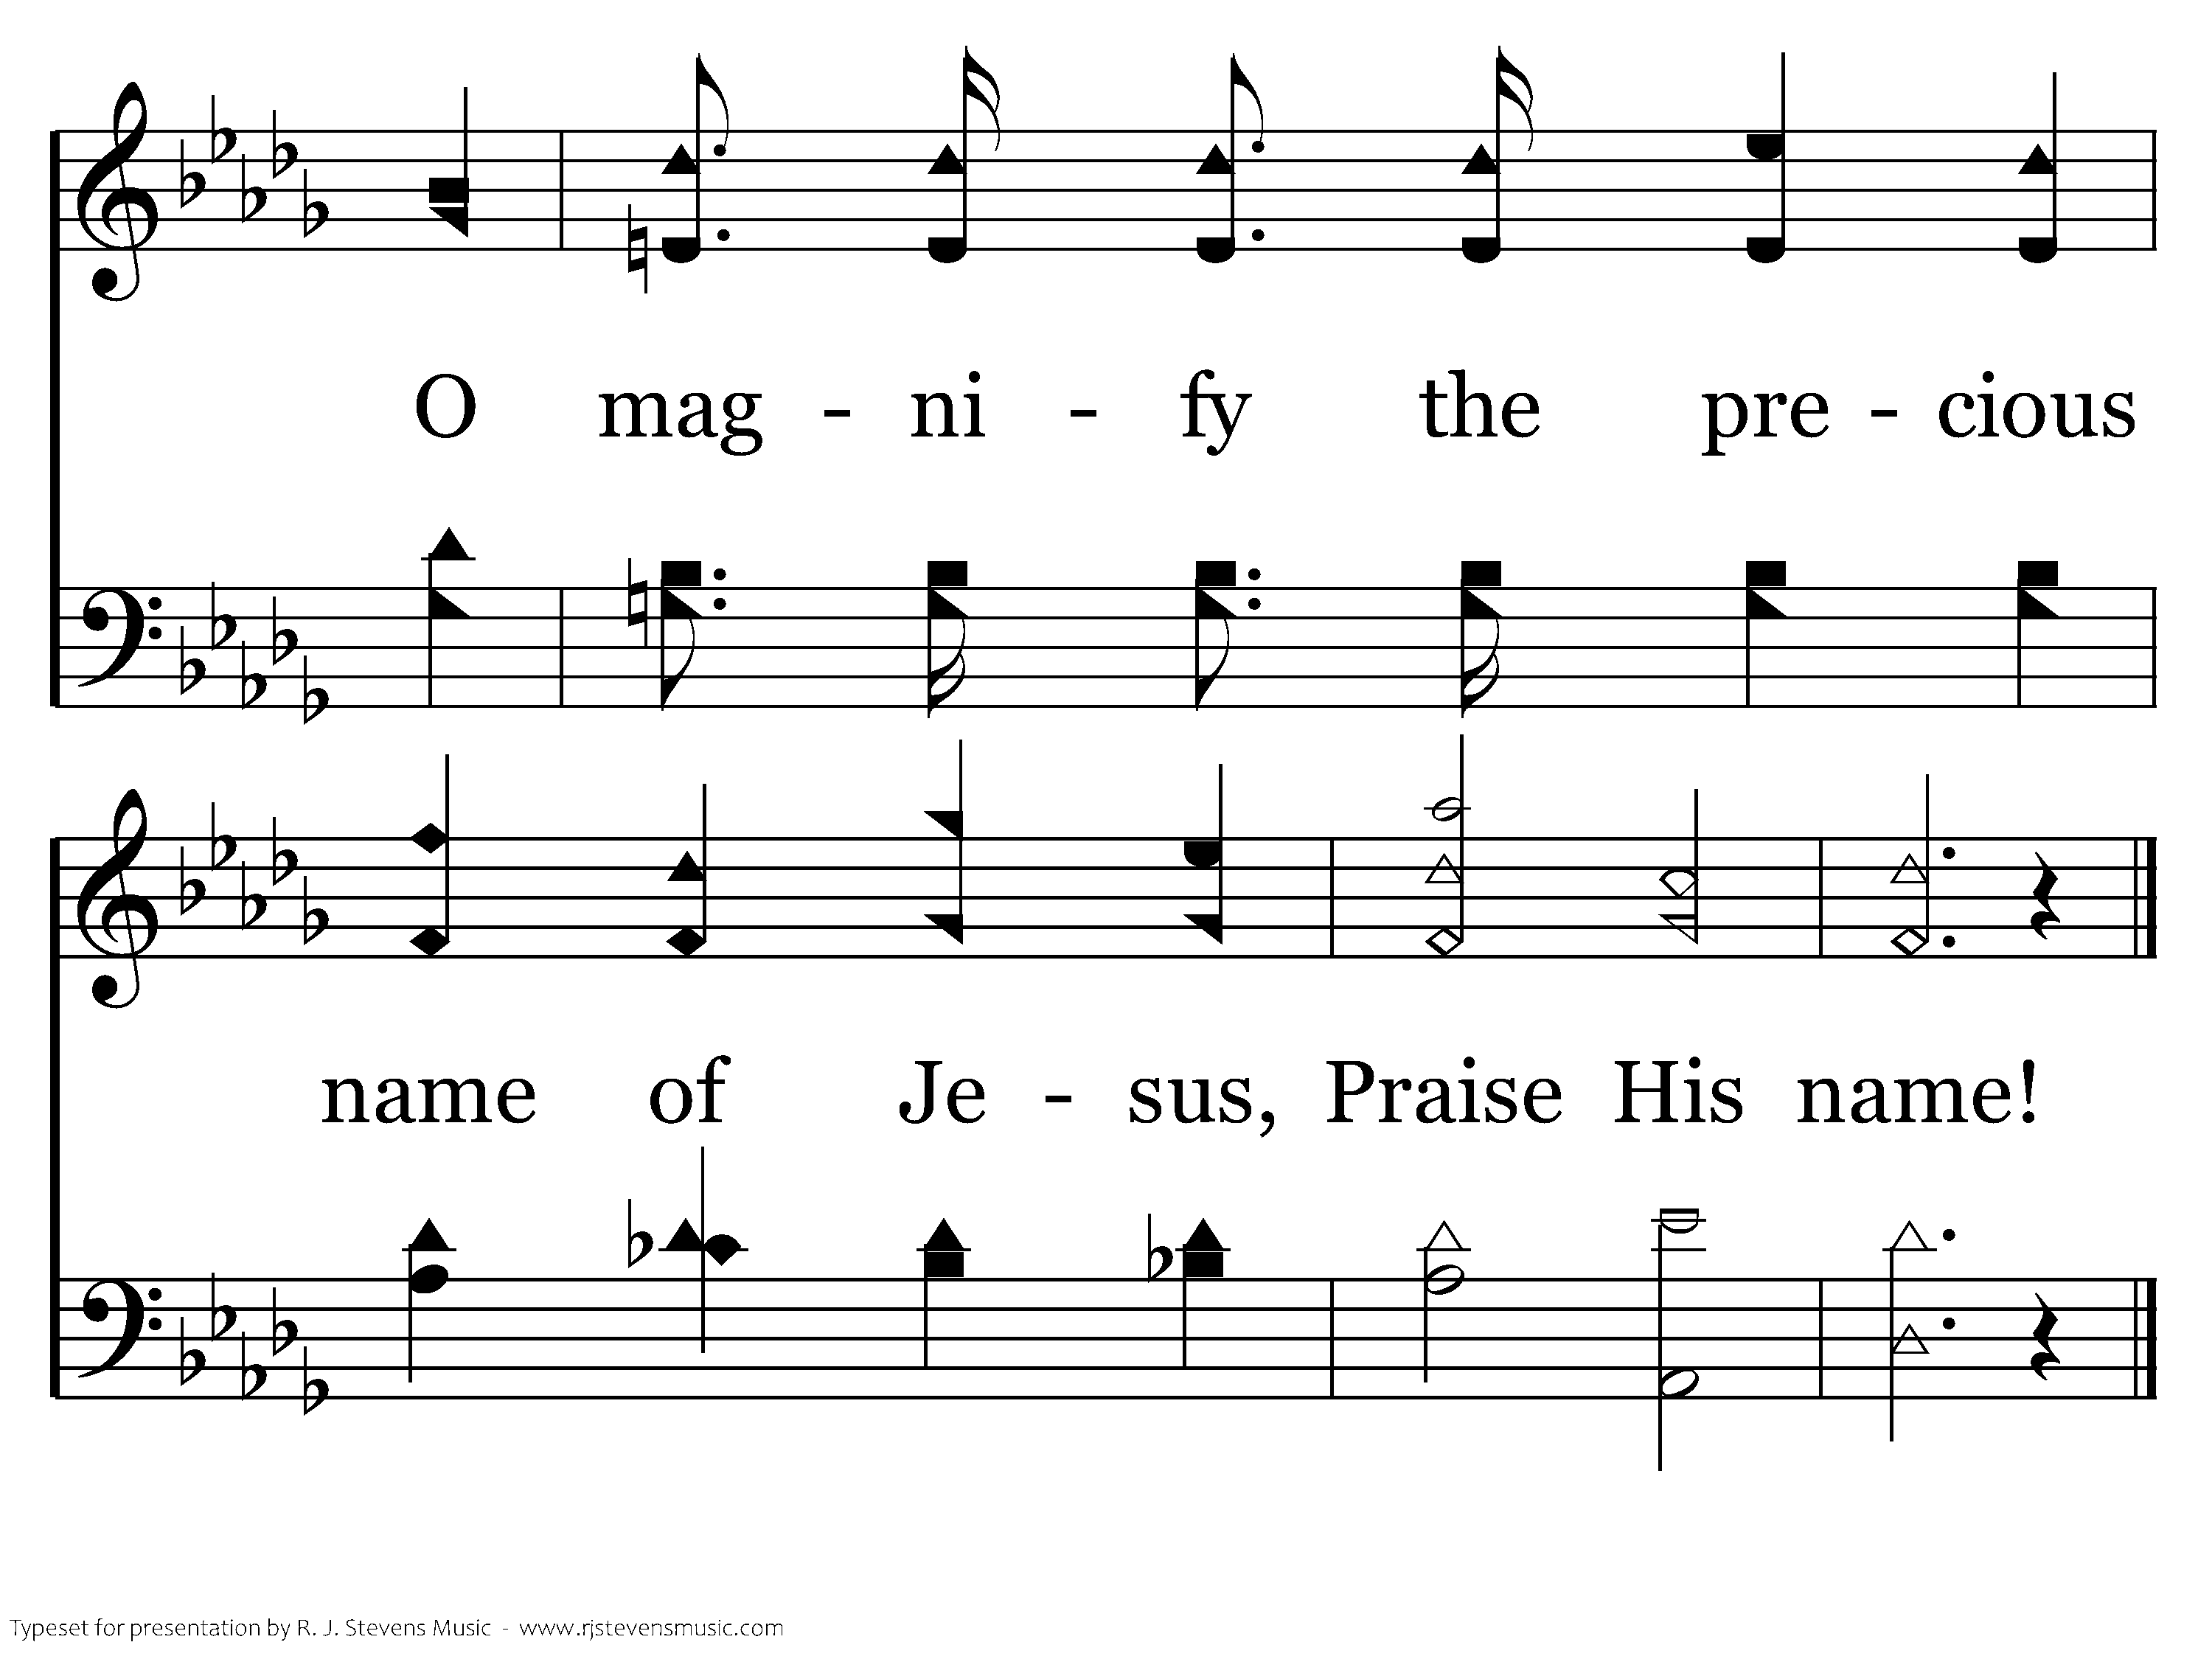 O mag - ni - fy the pre - cious
name of Je - sus, Praise His name!
Typeset for presentation by R. J. Stevens Music - www.rjstevensmusic.com